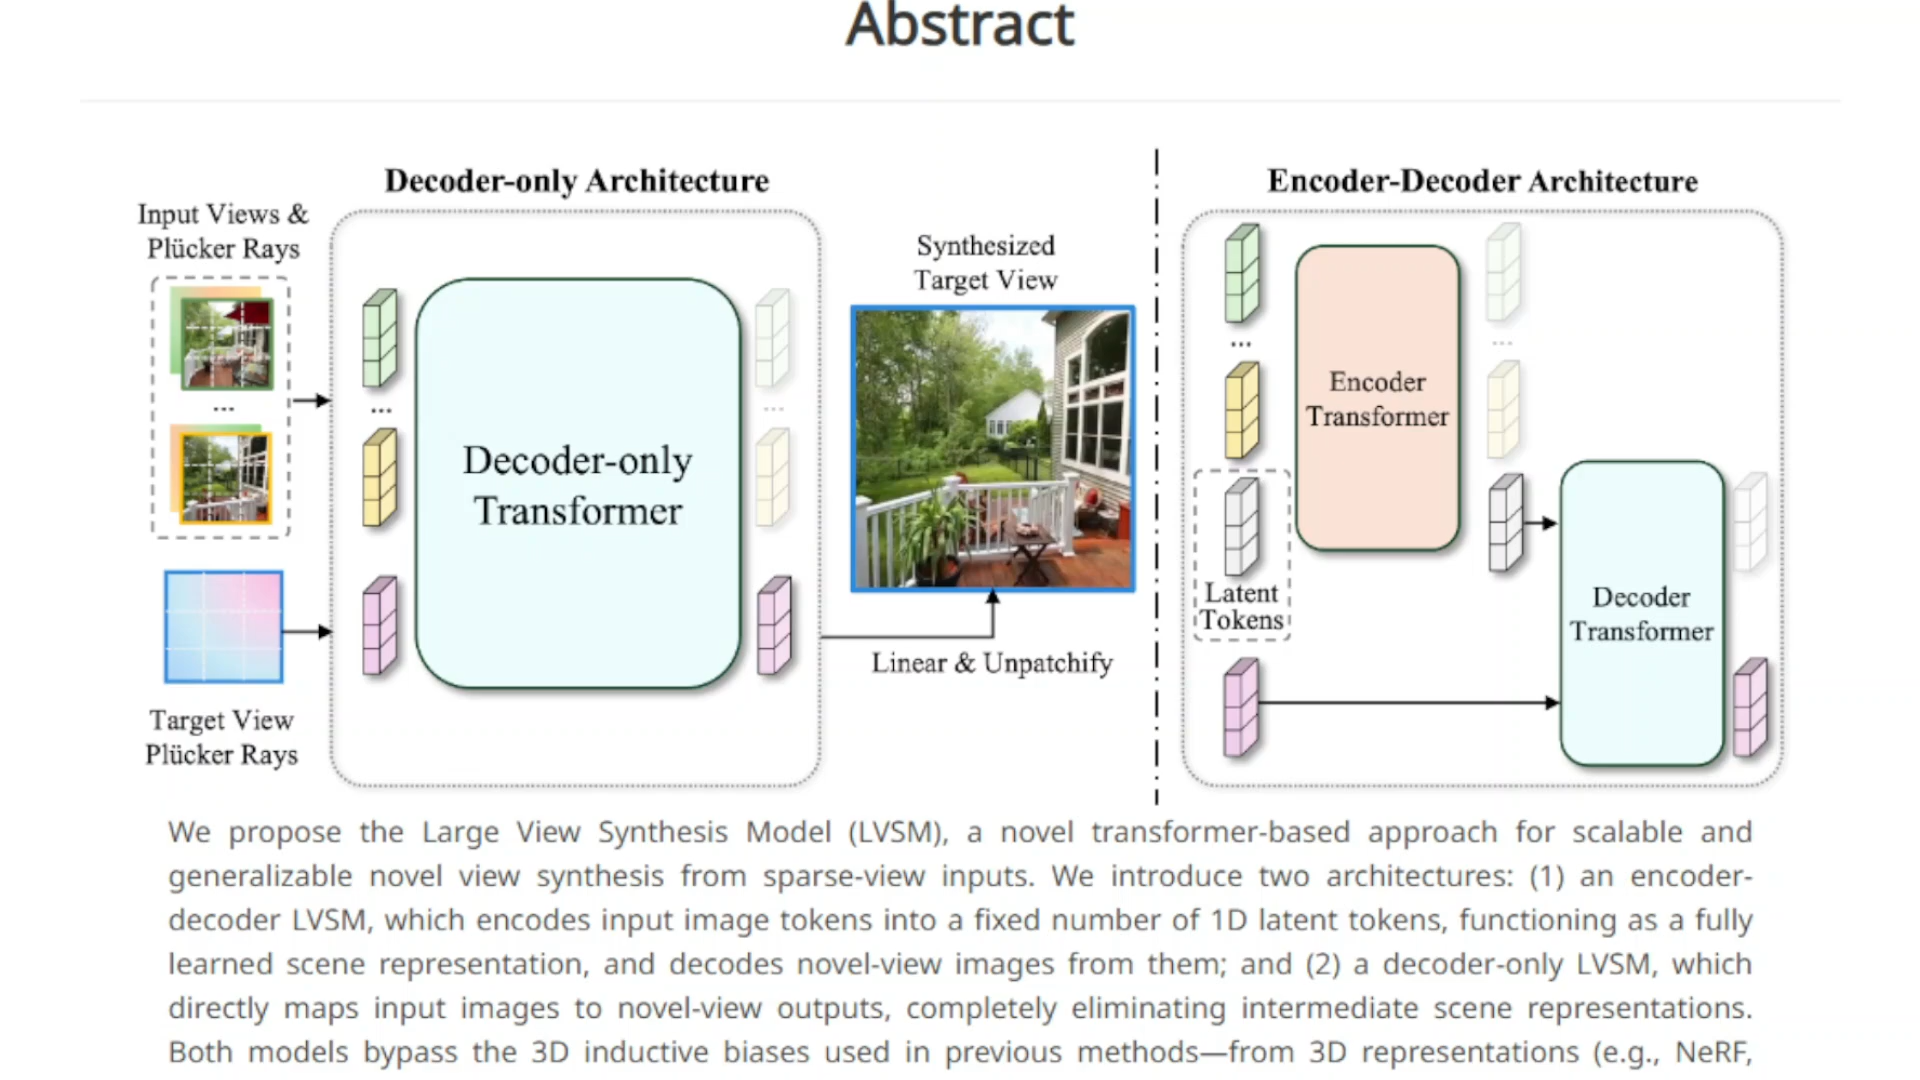 Abstract
Decoder-only Architecture
Input Views &
Plücker Rays
...
Target View
Plücker Rays
...
Decoder-only
Transformer
...
Synthesized
Target View
Linear & Unpatchify
Encoder-Decoder Architecture
...
Latent
Tokens
Encoder
Transformer
...
Decoder
Transformer
We propose the Large View Synthesis Model (LVSM), a novel transformer-based approach for scalable and
generalizable novel view synthesis from sparse-view inputs. We introduce two architectures: (1) an encoder-
decoder LVSM, which encodes input image tokens into a fixed number of 1D latent tokens, functioning as a fully
learned scene representation, and decodes novel-view images from them; and (2) a decoder-only LVSM, which
directly maps input images to novel-view outputs, completely eliminating intermediate scene representations.
Both models bypass the 3D inductive biases used in previous methods—from 3D representations (e.g., NeRF,